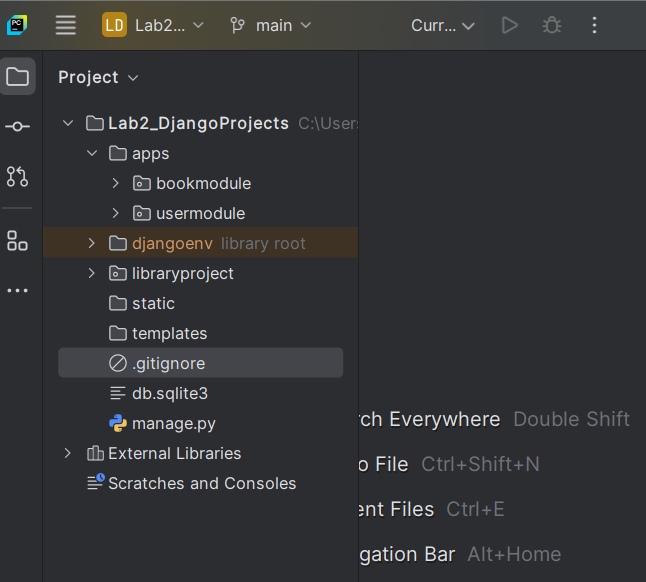 PC
LD Lab2... main Curr...
Project
Lab2_DjangoProjects C:\User
apps
bookmodule
usermodule
djangoenv library root
libraryproject
static
templates
.gitignore
db.sqlite3
manage.py
External Libraries
Scratches and Consoles
rch Everywhere Double Shift
o File Ctrl+Shift+N
ent Files Ctrl+E
gation Bar Alt+Home